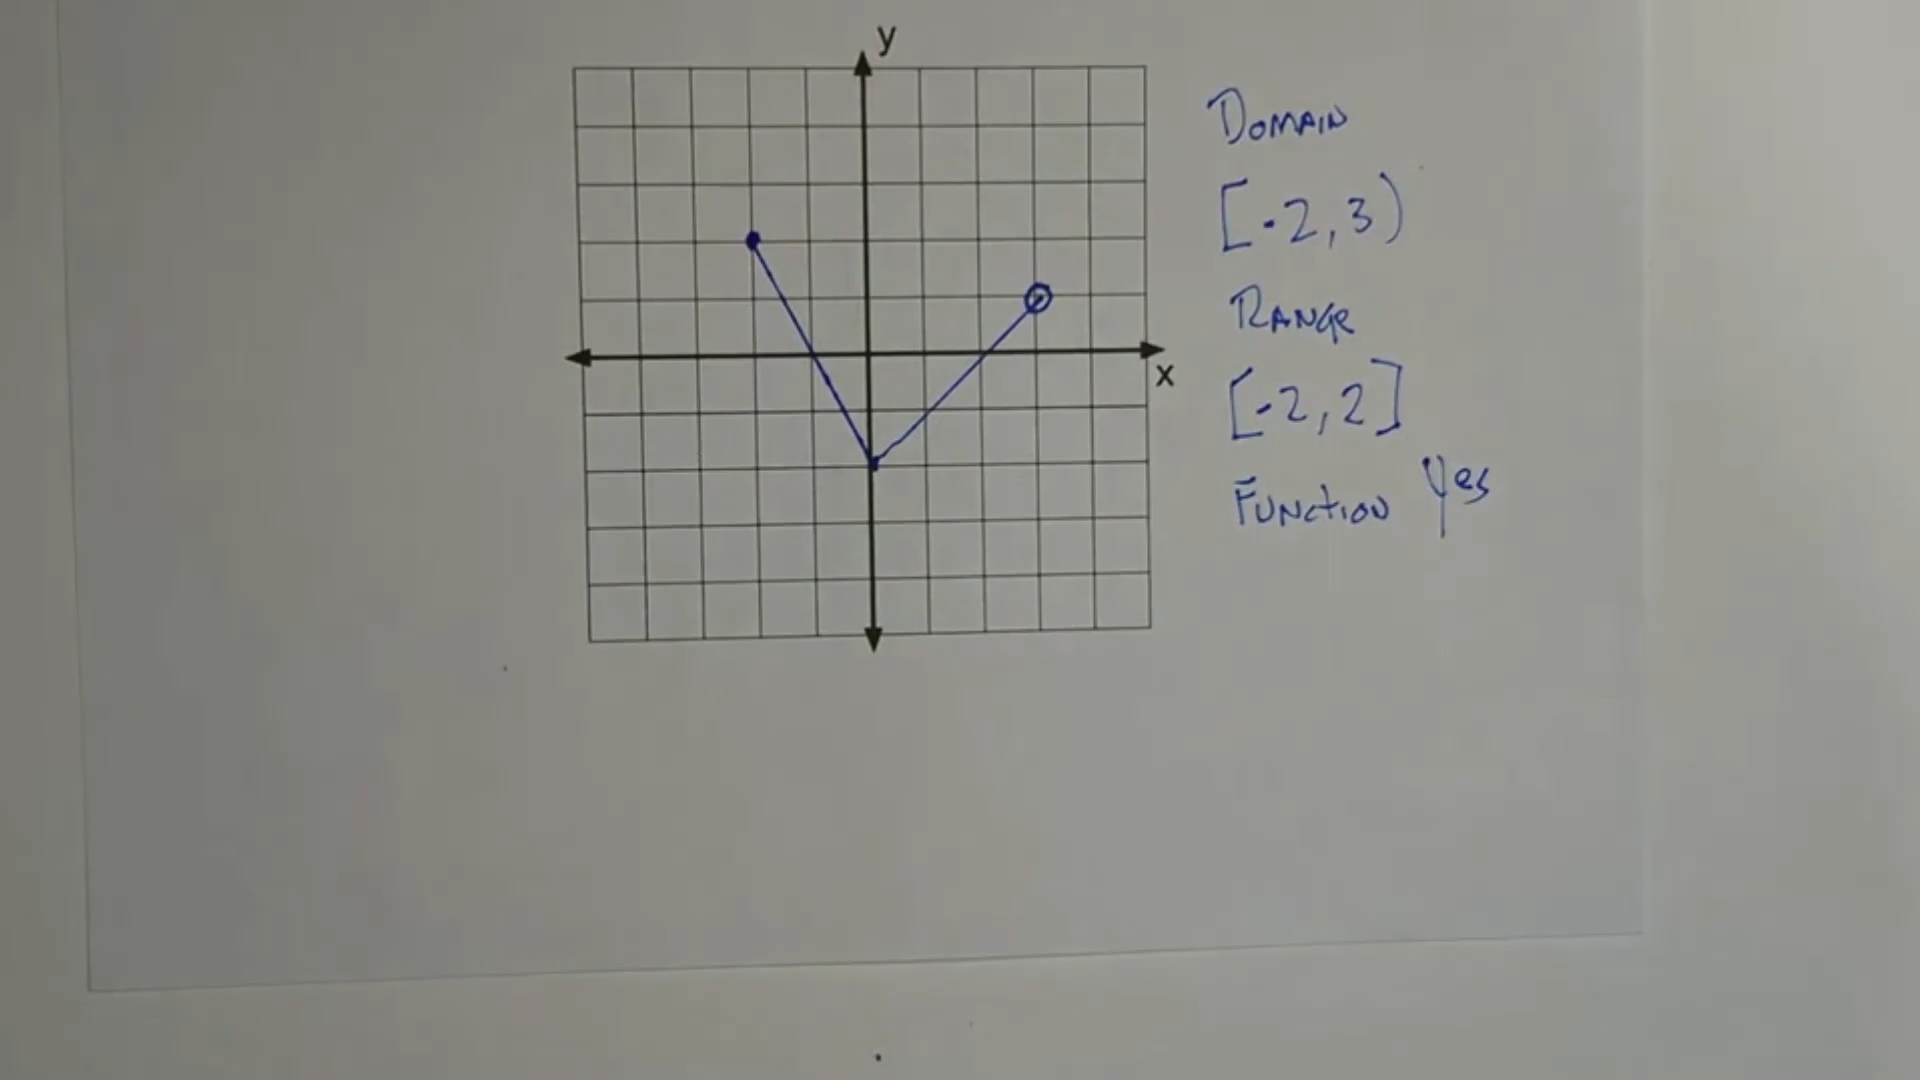 y
x
Domain
[-2,3)
Range
[-2,2]
Function Yes